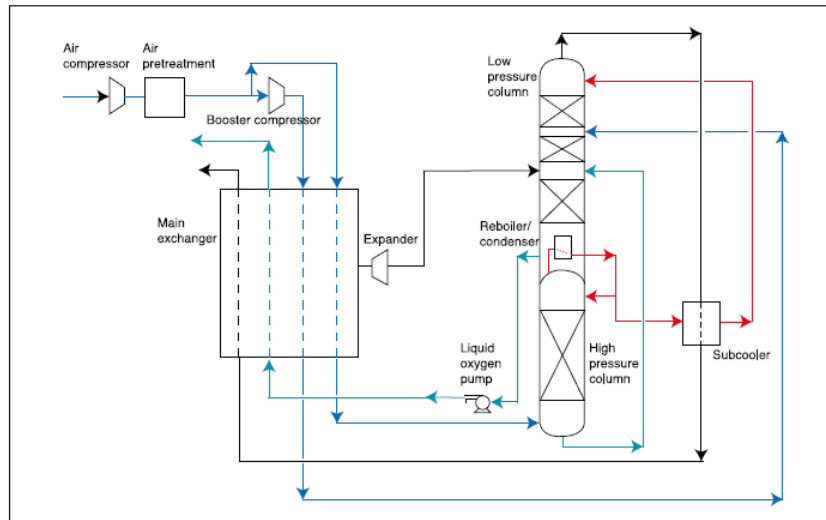 Air
compressor
Air
pretreatment
Booster compressor
Low
pressure
column
Main
exchanger
Expander
Reboiler/
condenser
Liquid
oxygen
pump
High
pressure
column
Subcooler